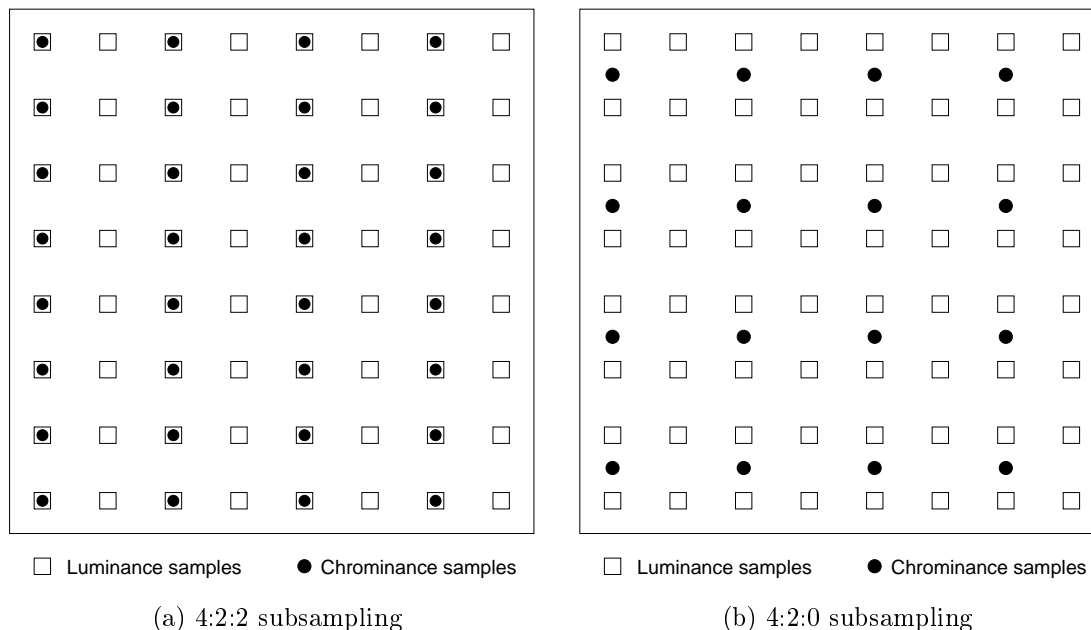 Luminance samples
Chrominance samples
(a) 4:2:2 subsampling
Luminance samples
Chrominance samples
(b) 4:2:0 subsampling